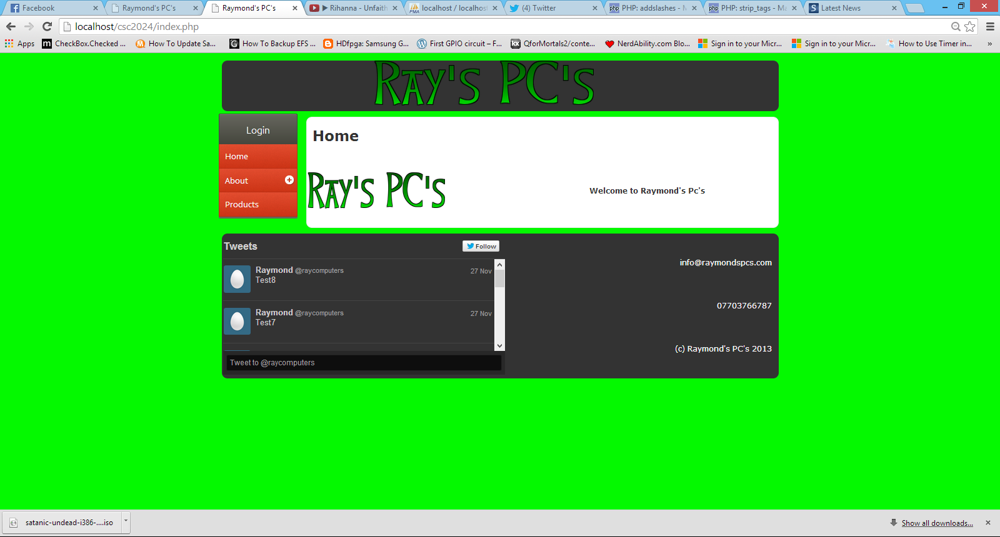 Facebook
Raymond's PC's
Raymond's PC's
Rihanna - Unfaith
localhost / localhos
(4) Twitter
PHP: addslashes - M
PHP: strip_tags - Ma
Latest News
localhost/csc2024/index.php
Apps
CheckBox.Checked ...
How To Update Sa...
How To Backup EFS ...
HDfpga: Samsung G...
First GPIO circuit – F...
QforMortals2/conte...
NerdAbility.com Blo...
Sign in to your Micr...
Sign in to your Micr...
How to Use Timer in...
»
Ray's PC's
Login
Home
About
Products
Home
Ray's PC's
Welcome to Raymond's Pc's
Tweets
Follow
Raymond @raycomputers 27 Nov
Test8
Raymond @raycomputers 27 Nov
Test7
Tweet to @raycomputers
info@raymondspcs.com
07703766787
(c) Raymond's PC's 2013
satanic-undead-i386-....iso
Show all downloads...